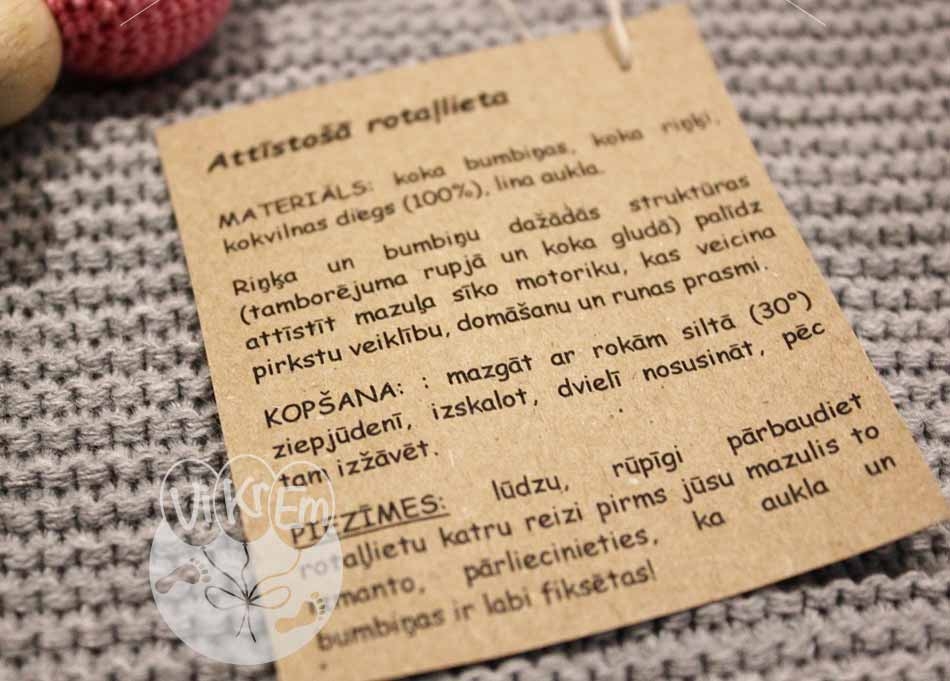 Attīstošā rotaļlieta
MATERIĀLS: koka bumbiņas, koka riņķi,
kokvilnas diegs (100%), lina aukla.
Riņķa un bumbiņu dažādās struktūras
(tamborējuma rupjā un koka gludā) palīdz
attīstīt mazuļa sīko motoriku, kas veicina
pirkstu veiklību, domāšanu un runas prasmi.
KOPŠANA: : mazgāt ar rokām siltā (30°)
ziepjūdenī, izskalot, dvielī nosusināt, pēc
tam izžāvēt.
PIEZĪMES: lūdzu, rūpīgi pārbaudiet
rotaļlietu katru reizi pirms jūsu mazulis to
izmanto, pārliecinieties, ka aukla un
bumbiņas ir labi fiksētas!
ViKrEm